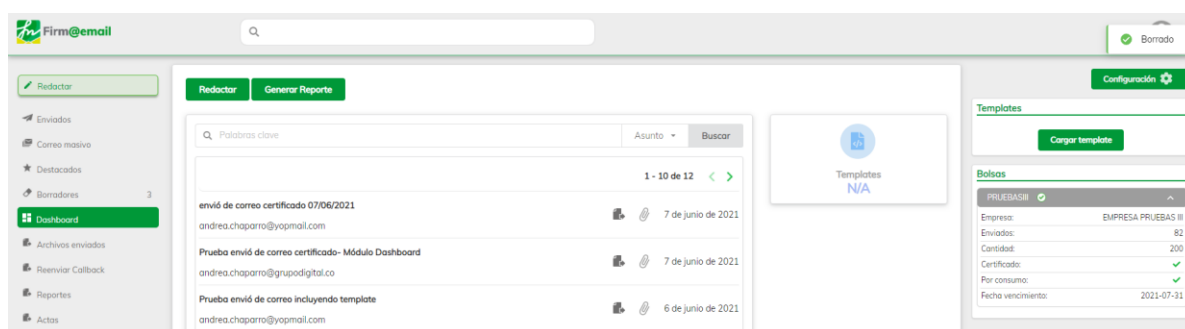 Firm@email
Borrado
Redactar
Enviados
Correo masivo
Destacados
Borradores 3
Dashboard
Archivos enviados
Reenviar Callback
Reportes
Actas
Redactar Generar Reporte
Palabras clave Asunto Buscar
1 - 10 de 12
envió de correo certificado 07/06/2021
andrea.chaparro@yopmail.com
7 de junio de 2021
Prueba envió de correo certificado- Módulo Dashboard
andrea.chaparro@grupodigital.co
7 de junio de 2021
Prueba envió de correo incluyendo template
andrea.chaparro@yopmail.com
6 de junio de 2021
Templates
N/A
Configuración
Templates
Cargar template
Bolsas
PRUEBASIII
Empresa: EMPRESA PRUEBAS III
Enviados: 82
Cantidad: 200
Certificado:
Por consumo:
Fecha vencimiento: 2021-07-31